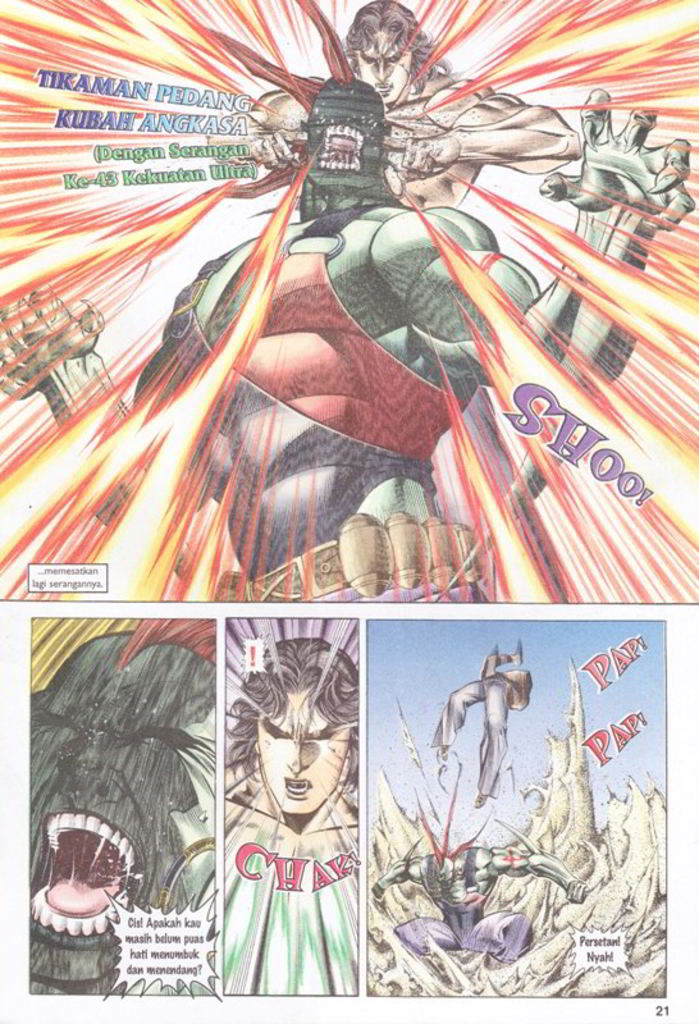 TIKAMAN PEDANG
KUBAH ANGKASA
(Dengan Serangan
Ke-43 Kekuatan Ultra)
SHOO!
...memesatkan
lagi serangannya.
Cis! Apakah kau
masih belum puas
hati menumbuk
dan menendang?
!
CHAK!
PAP!
PAP!
Persetan!
Nyah!
21